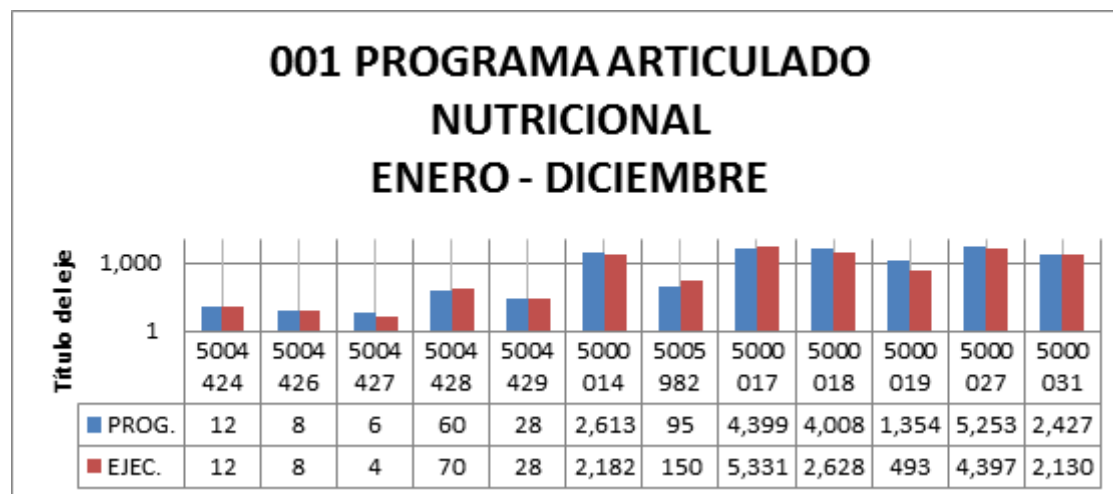 001 PROGRAMA ARTICULADO
NUTRICIONAL
ENERO - DICIEMBRE
Título del eje
1,000
1
5004 5004 5004 5004 5004 5000 5005 5000 5000 5000 5000 5000
424 426 427 428 429 014 982 017 018 019 027 031
PROG. 12 8 6 60 28 2,613 95 4,399 4,008 1,354 5,253 2,427
EJEC. 12 8 4 70 28 2,182 150 5,331 2,628 493 4,397 2,130